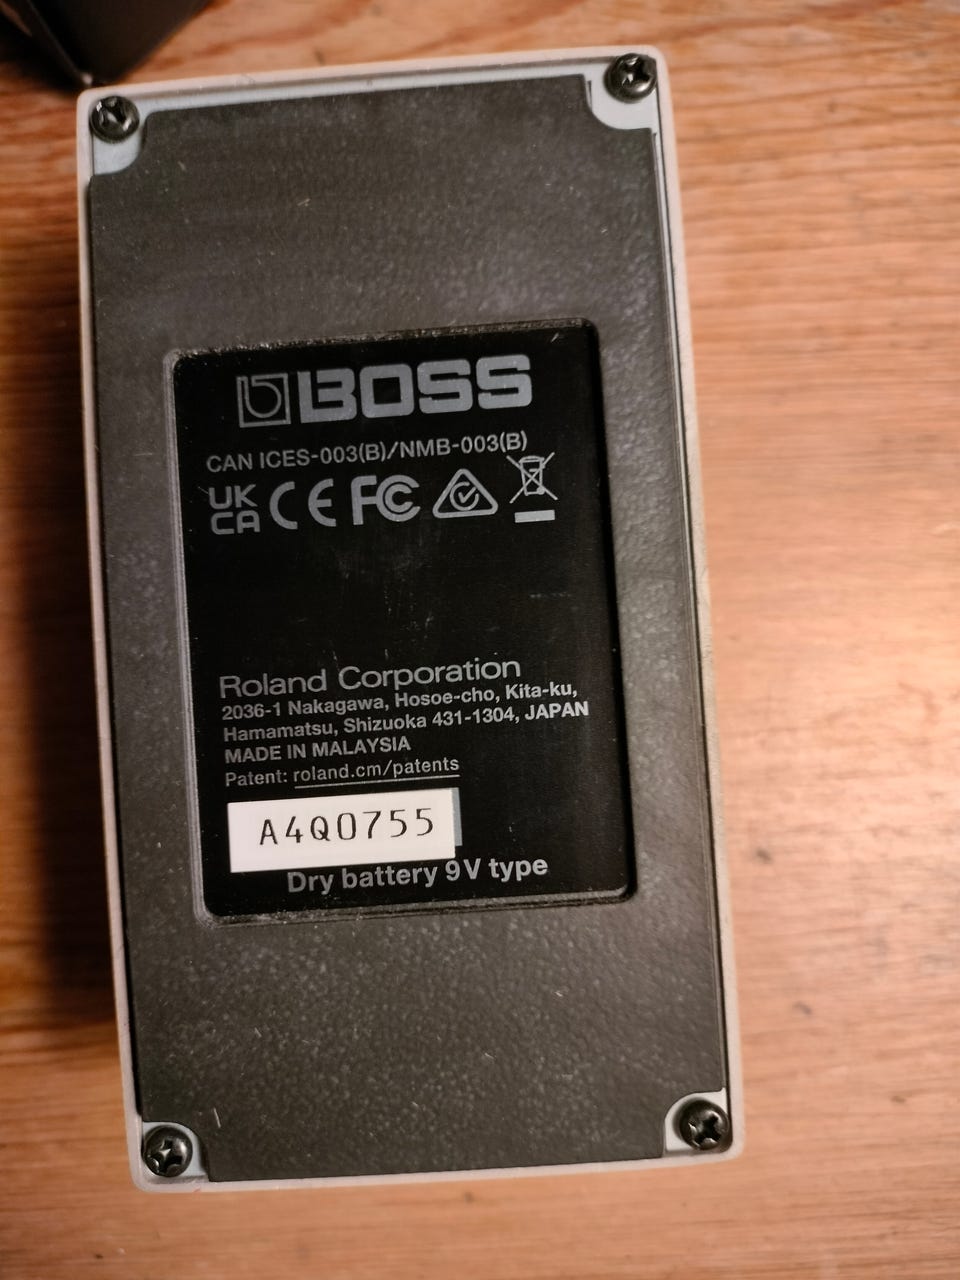 BOSS
CAN ICES-003(B)/NMB-003(B)
UK CA CE FC
Roland Corporation
2036-1 Nakagawa, Hosoe-cho, Kita-ku,
Hamamatsu, Shizuoka 431-1304, JAPAN
MADE IN MALAYSIA
Patent: roland.cm/patents
A4Q0755
Dry battery 9V type